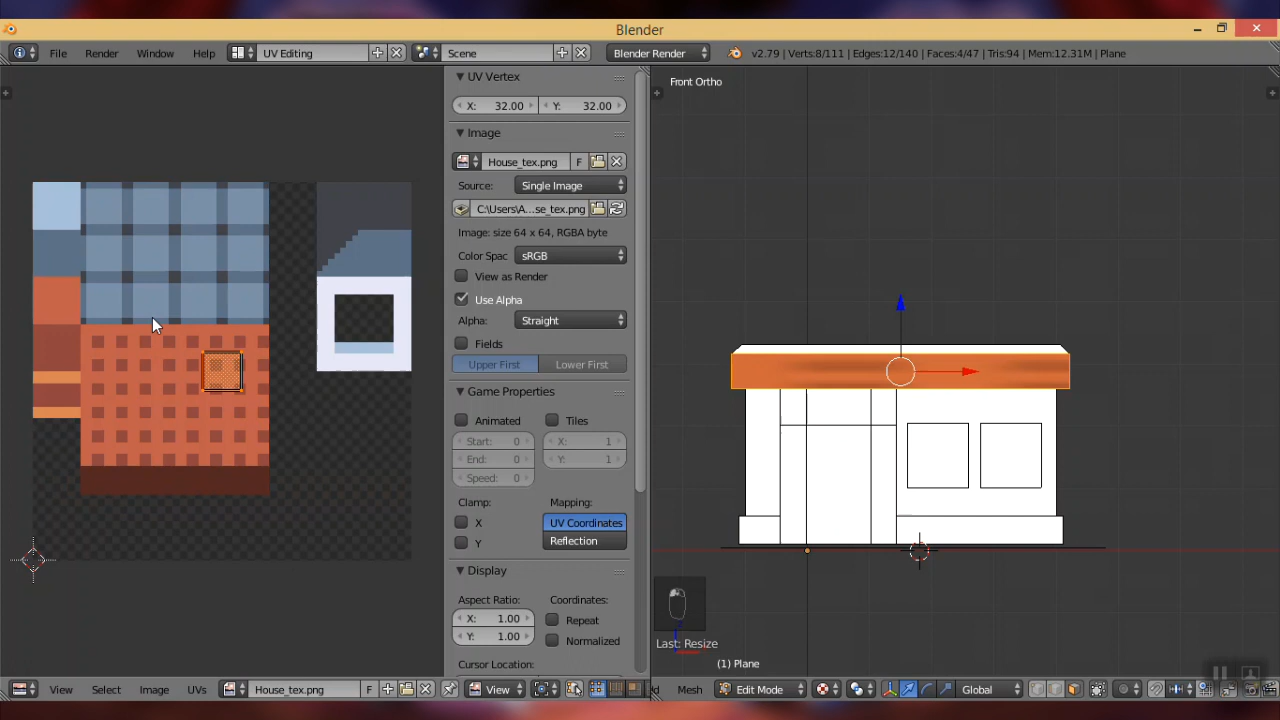 Blender
File Render Window Help UV Editing Scene Blender Render v2.79 | Verts:8/111 | Edges:12/140 | Faces:4/47 | Tris:94 | Mem:12.31M | Plane
UV Vertex
X: 32.00 Y: 32.00
Image
House_tex.png F
Source: Single Image
C:\Users\A...se_tex.png
Image: size 64 x 64, RGBA byte
Color Spac sRGB
View as Render
Use Alpha
Alpha: Straight
Fields
Upper First Lower First
Game Properties
Animated Tiles
Start: 0 X: 1
End: 0 Y: 1
Speed: 0
Clamp: Mapping:
X UV Coordinates
Y Reflection
Display
Aspect Ratio: Coordinates:
X: 1.00 Repeat
Y: 1.00 Normalized
Cursor Location:
Front Ortho
Last: Resize
(1) Plane
View Select Image UVs House_tex.png F View Mesh Edit Mode Global